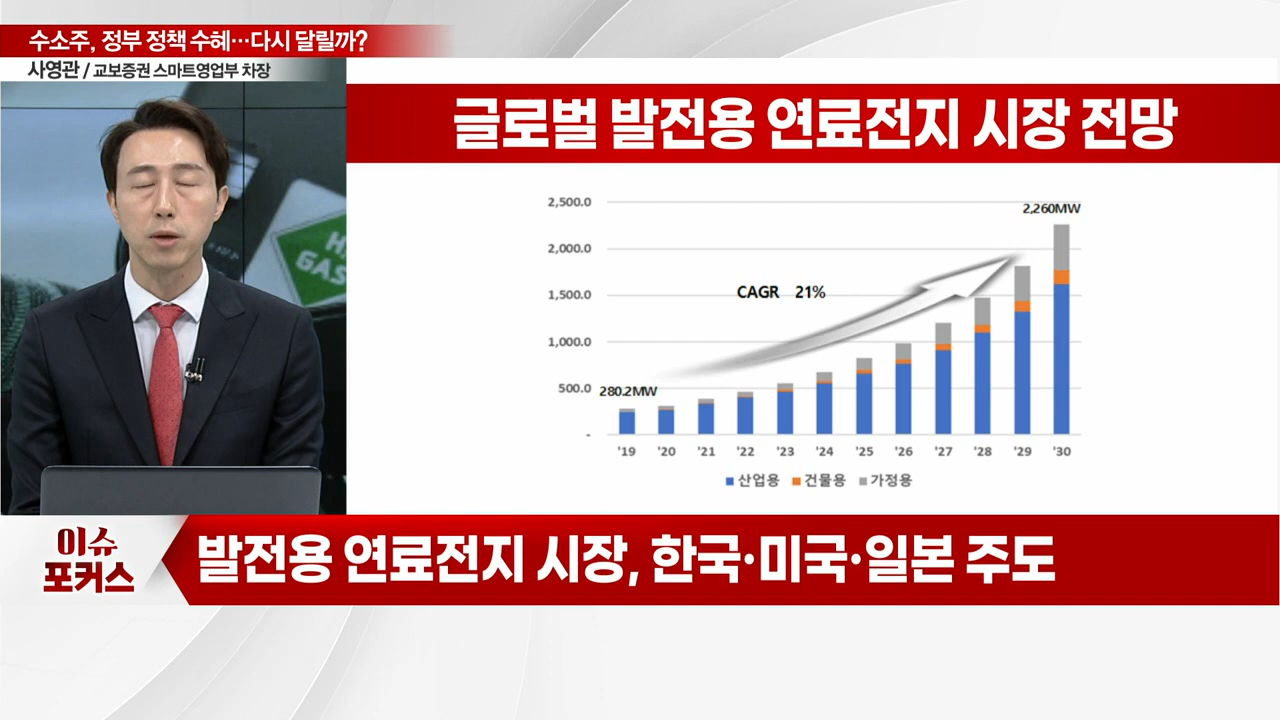 수소주, 정부 정책 수혜…다시 달릴까?
사영관 / 교보증권 스마트영업부 차장
글로벌 발전용 연료전지 시장 전망
2,500.0
2,000.0
1,500.0
1,000.0
500.0
-
280.2MW
CAGR 21%
2,260MW
'19 '20 '21 '22 '23 '24 '25 '26 '27 '28 '29 '30
산업용 건물용 가정용
GAS
이슈
포커스
발전용 연료전지 시장, 한국·미국·일본 주도